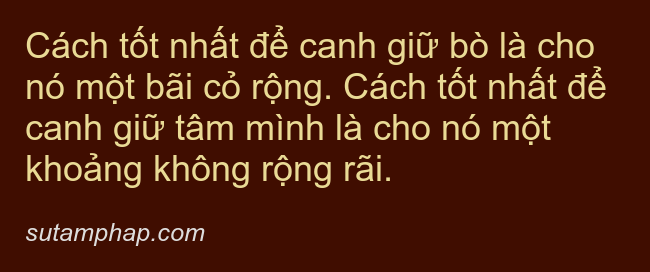 Cách tốt nhất để canh giữ bò là cho
nó một bãi cỏ rộng. Cách tốt nhất để
canh giữ tâm mình là cho nó một
khoảng không rộng rãi.
sutamphap.com